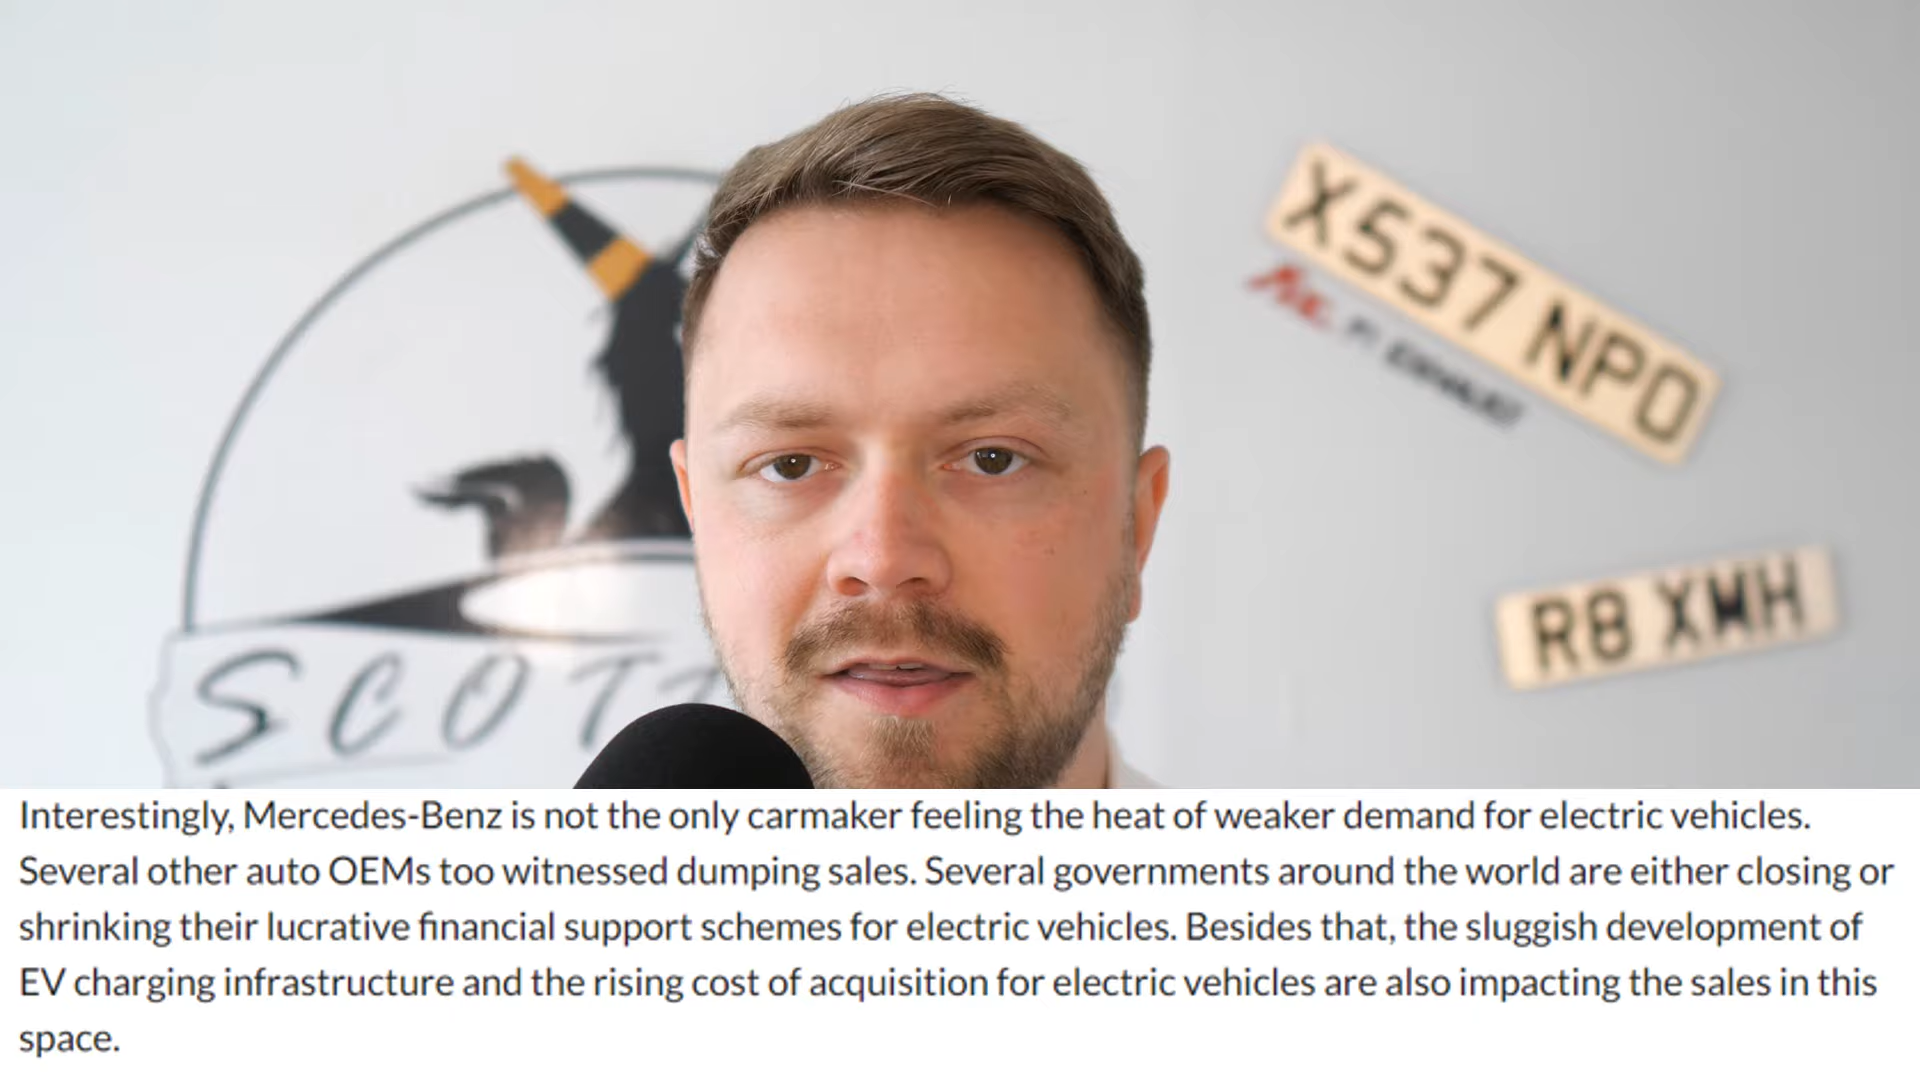 X537 NPO
R8 XMH
SCOTT
Interestingly, Mercedes-Benz is not the only carmaker feeling the heat of weaker demand for electric vehicles.
Several other auto OEMs too witnessed dumping sales. Several governments around the world are either closing or
shrinking their lucrative financial support schemes for electric vehicles. Besides that, the sluggish development of
EV charging infrastructure and the rising cost of acquisition for electric vehicles are also impacting the sales in this
space.